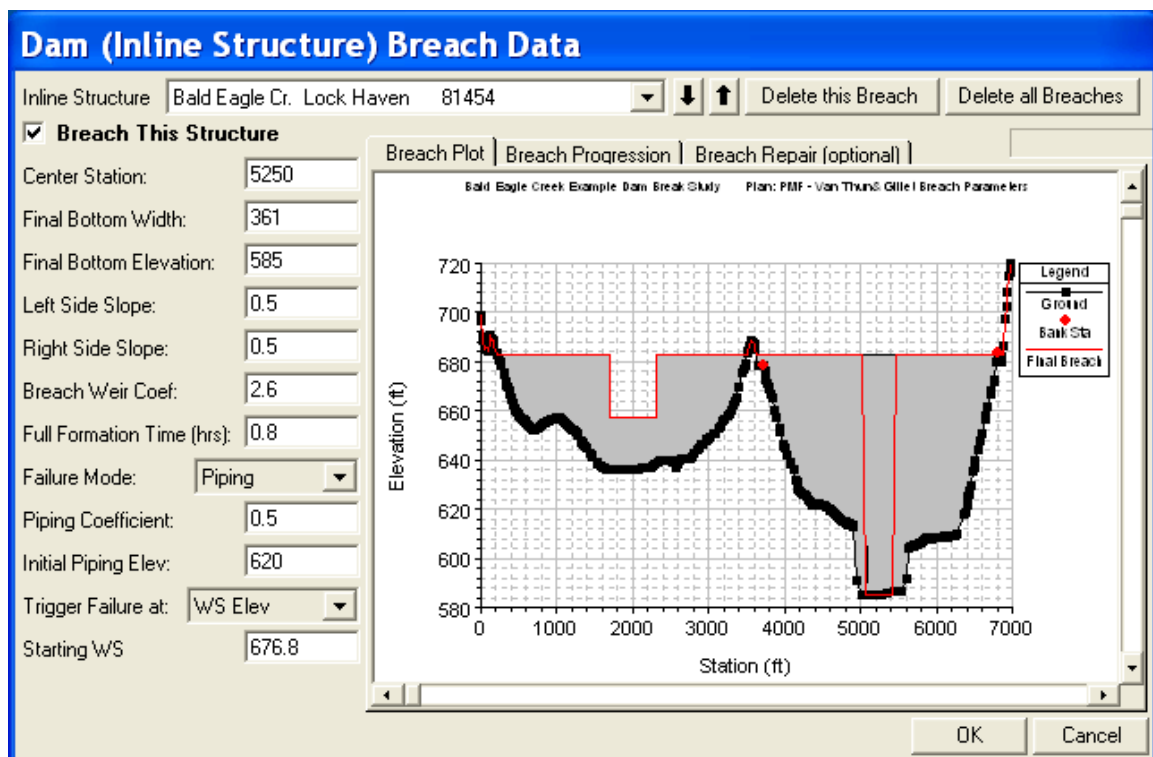 Dam (Inline Structure) Breach Data
Inline Structure Bald Eagle Cr. Lock Haven 81454 Delete this Breach Delete all Breaches
Breach This Structure
Breach Plot Breach Progression Breach Repair (optional)
Center Station: 5250
Final Bottom Width: 361
Final Bottom Elevation: 585
Left Side Slope: 0.5
Right Side Slope: 0.5
Breach Weir Coef: 2.6
Full Formation Time (hrs): 0.8
Failure Mode: Piping
Piping Coefficient: 0.5
Initial Piping Elev: 620
Trigger Failure at: WS Elev
Starting WS 676.8
Bald Eagle Creek Example Dam Break Study Plan: PMF - Von Thun& Gillet Breach Parameters
720
700
680
660
640
620
600
580
Elevation (ft)
0 1000 2000 3000 4000 5000 6000 7000
Station (ft)
Legend
Ground
Bank Sta
Final Breach
OK Cancel